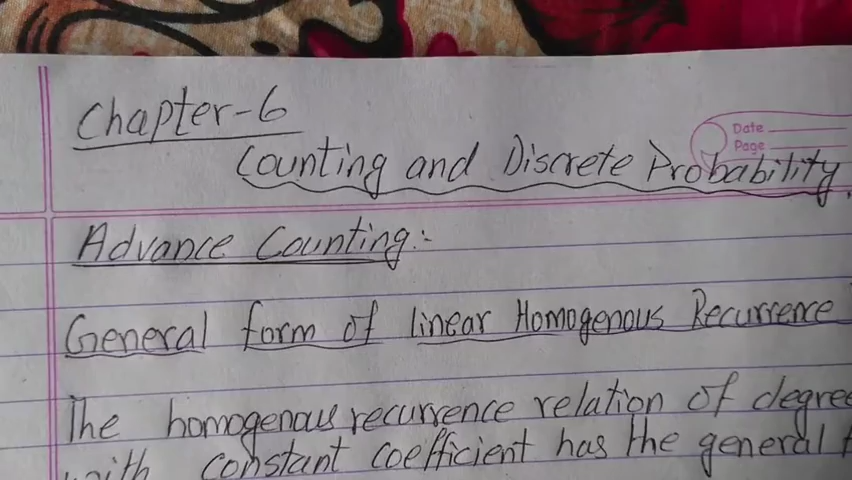 Chapter-6
Date
Page
Counting and Discrete Probability.
Advance Counting:-
General form of linear Homogenous Recurrence
The homogenous recurrence relation of degree
with constant coefficient has the general